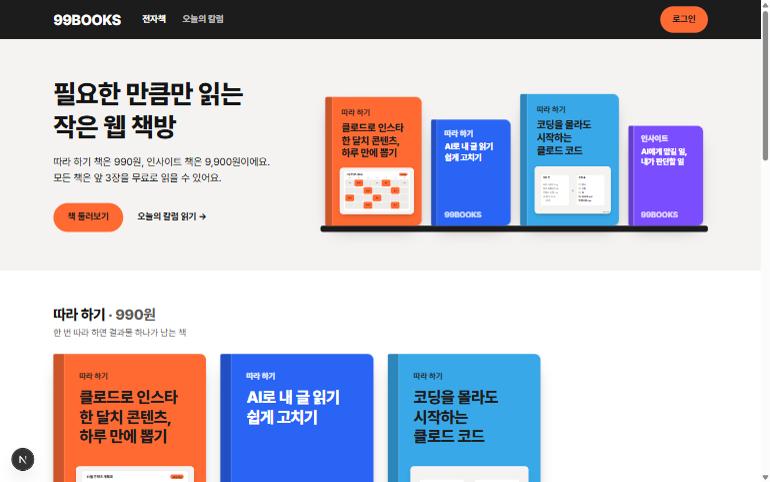 99BOOKS 전자책 오늘의 칼럼 로그인
필요한 만큼만 읽는
작은 웹 책방
따라 하기 책은 990원, 인사이트 책은 9,900원이에요.
모든 책은 앞 3장을 무료로 읽을 수 있어요.
책 둘러보기 오늘의 칼럼 읽기 →
따라 하기
클로드로 인스타
한 달치 콘텐츠,
하루 만에 뽑기
따라 하기
AI로 내 글 읽기
쉽게 고치기
99BOOKS
따라 하기
코딩을 몰라도
시작하는
클로드 코드
인사이트
AI에게 맡길 일,
내가 판단할 일
99BOOKS
따라 하기 · 990원
한 번 따라 하면 결과물 하나가 남는 책
따라 하기
클로드로 인스타
한 달치 콘텐츠,
하루 만에 뽑기
따라 하기
AI로 내 글 읽기
쉽게 고치기
따라 하기
코딩을 몰라도
시작하는
클로드 코드
N